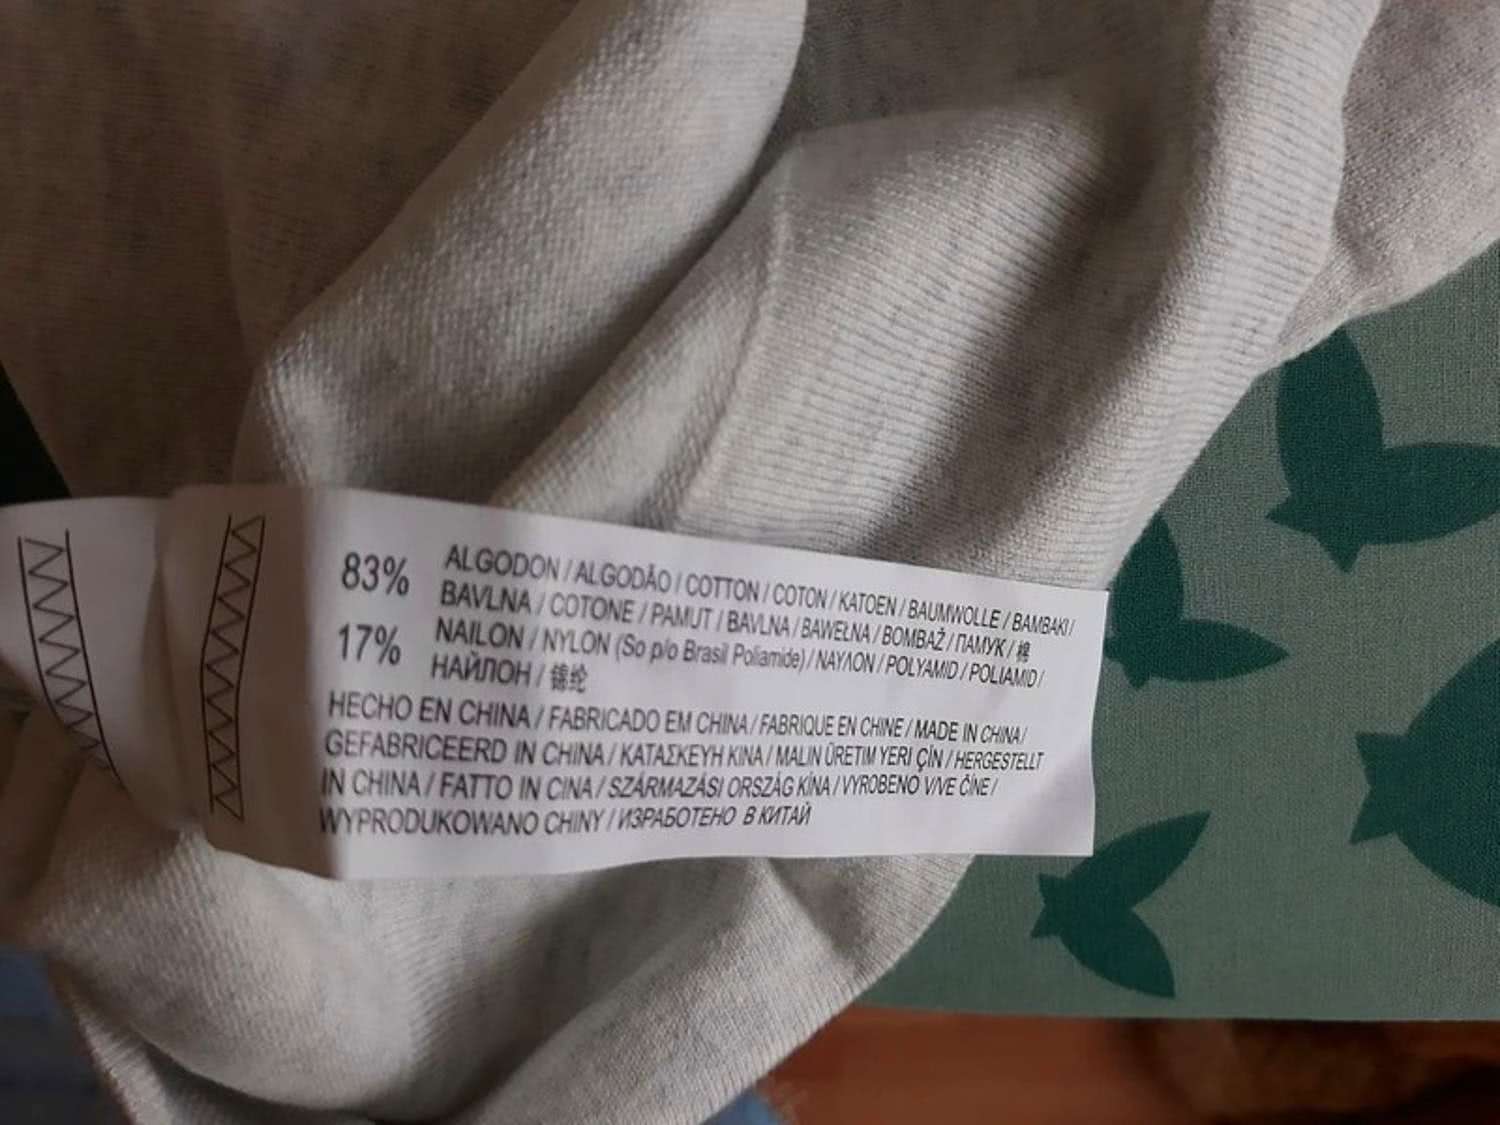 83% ALGODON / ALGODÃO / COTTON / COTON / KATOEN / BAUMWOLLE / BAMBAKI /
BAVLNA / COTONE / PAMUT / BAVLNA / BAWEŁNA / BOMBAŽ / ПАМУК / 棉
17% NAILON / NYLON (So p/o Brasil Poliamide) / ΝΑΥΛΟΝ / POLYAMID / POLIAMID /
НАЙЛОН / 锦纶
HECHO EN CHINA / FABRICADO EM CHINA / FABRIQUE EN CHINE / MADE IN CHINA /
GEFABRICEERD IN CHINA / ΚΑΤΑΣΚΕΥΗ ΚΙΝΑ / MALIN ÜRETIM YERI ÇİN / HERGESTELLT
IN CHINA / FATTO IN CINA / SZÁRMAZÁSI ORSZÁG KÍNA / VYROBENO V/VE ČÍNE /
WYPRODUKOWANO CHINY / ИЗРАБОТЕНО В КИТАЙ